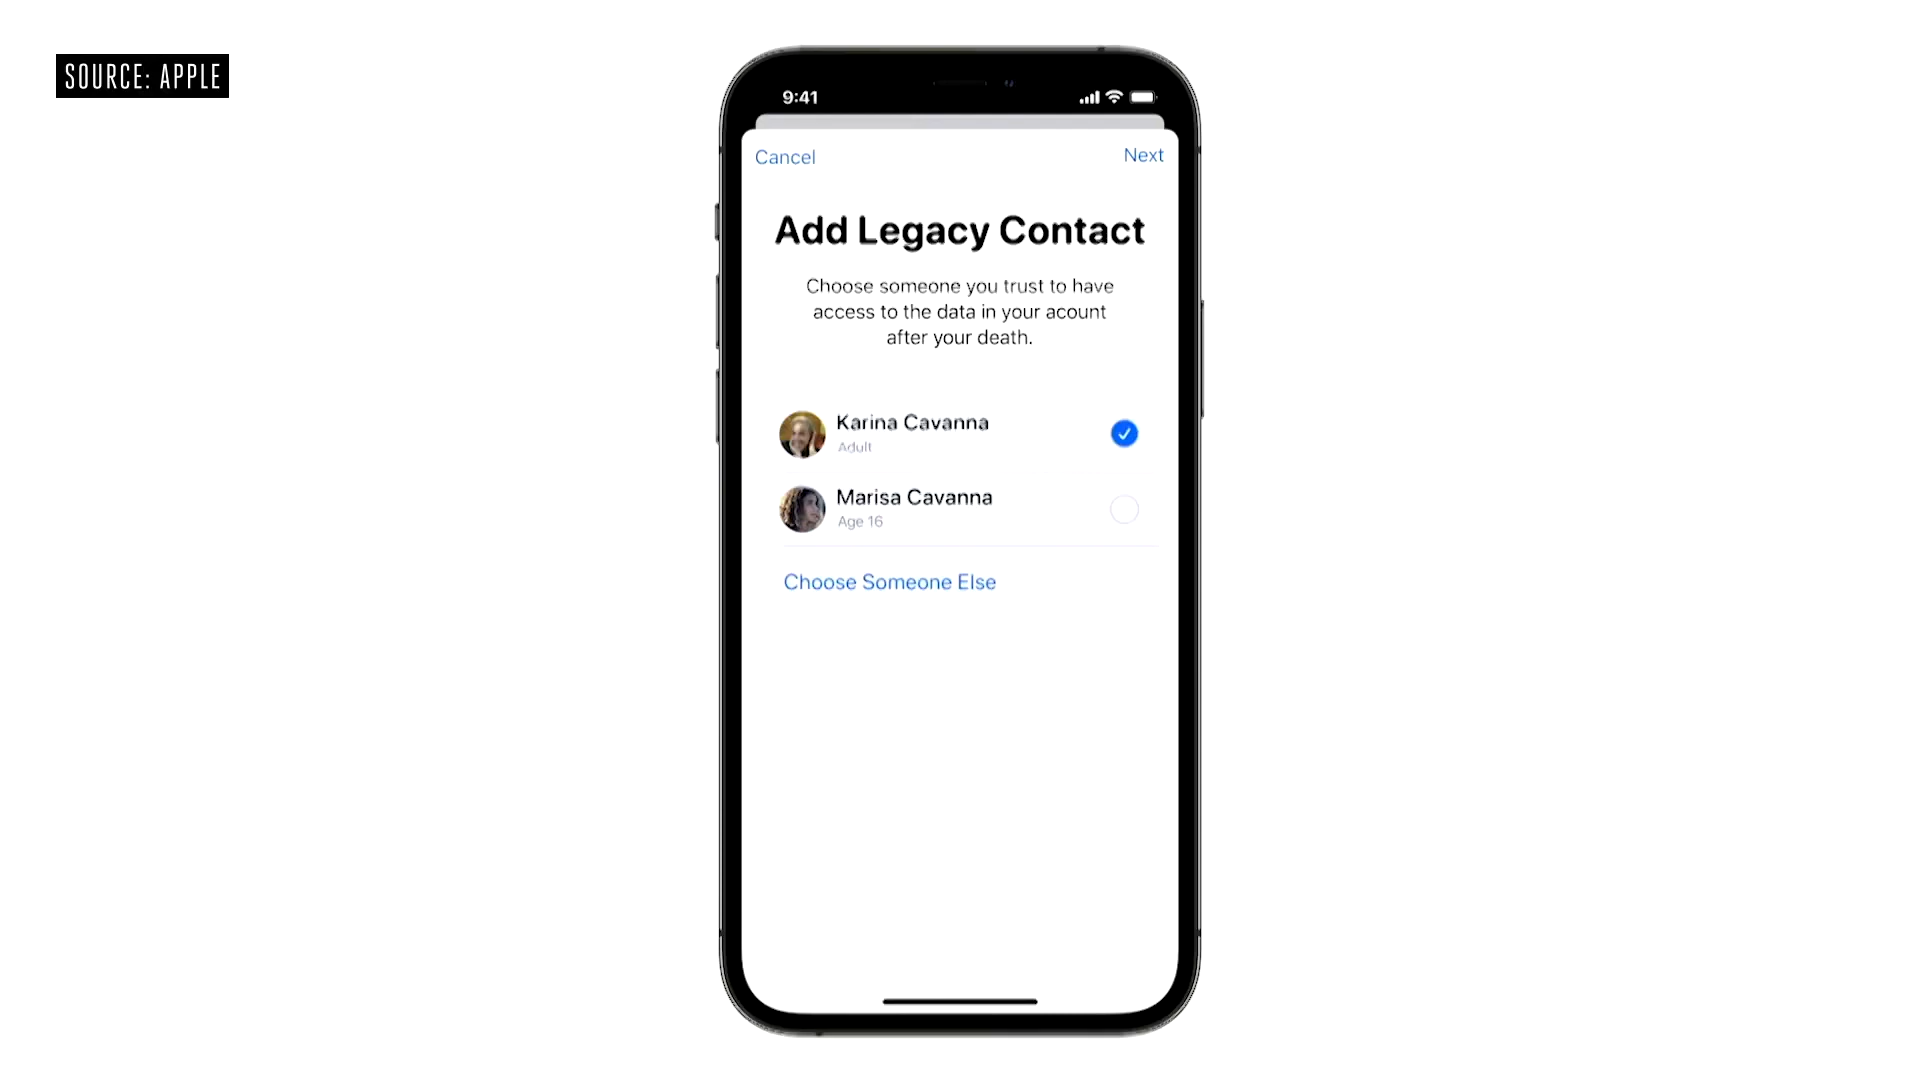 SOURCE: APPLE
9:41
Cancel
Next
Add Legacy Contact
Choose someone you trust to have
access to the data in your acount
after your death.
Karina Cavanna
Adult
Marisa Cavanna
Age 16
Choose Someone Else